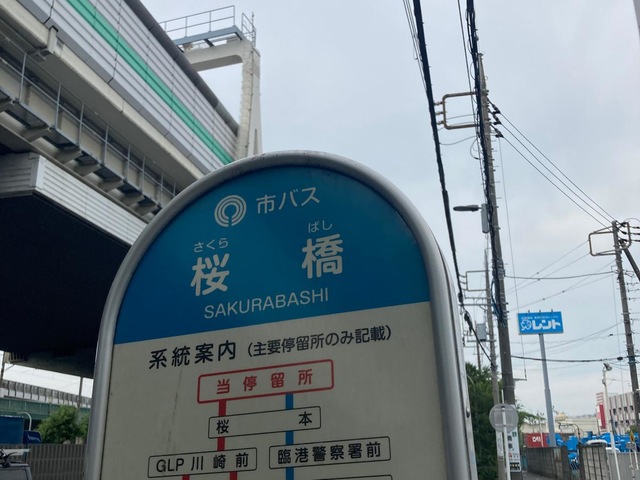 市バス
さくら ばし
桜 橋
SAKURABASHI
系統案内（主要停留所のみ記載）
当停留所
桜本
GLP川崎前 臨港警察署前
レント